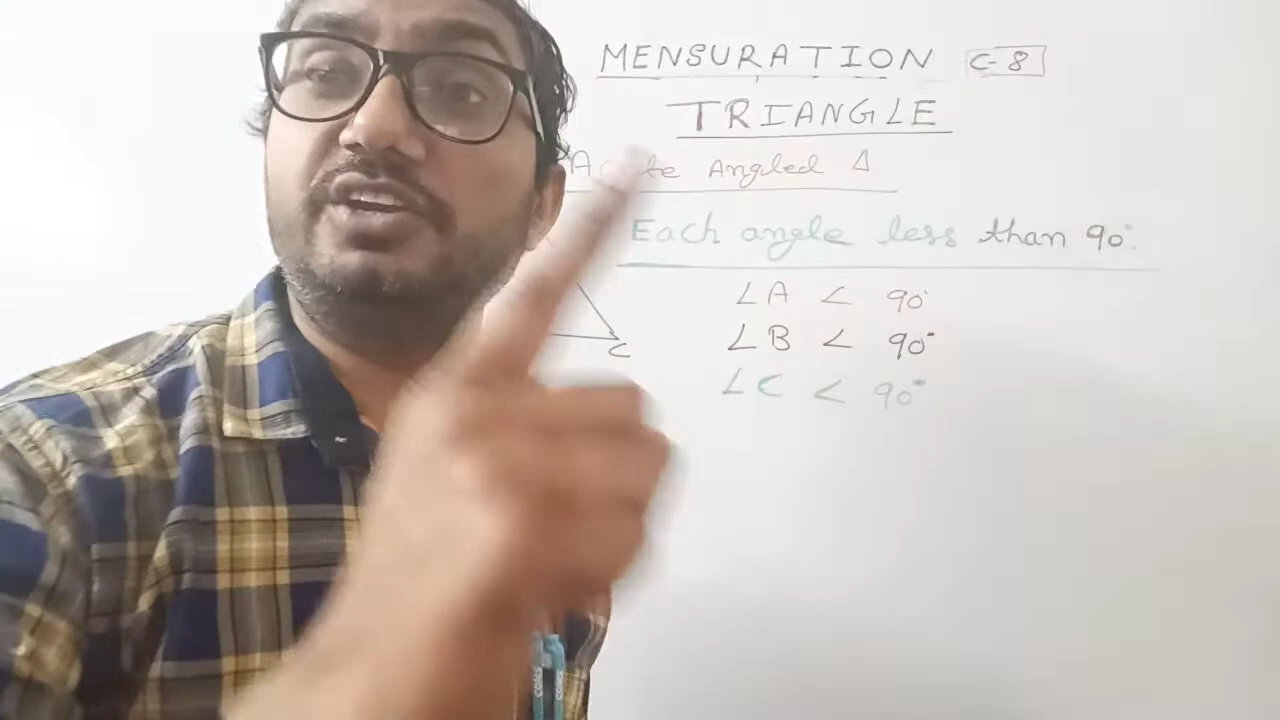 MENSURATION C-8
TRIANGLE
Angled Δ
Each angle less than 90°
∠A < 90°
∠B < 90°
C
∠C < 90°